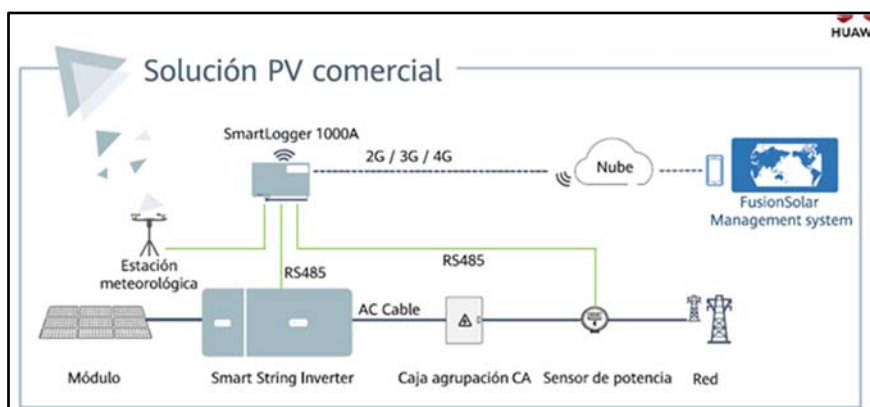 HUAW
Solución PV comercial
SmartLogger 1000A
2G / 3G / 4G
Nube
FusionSolar
Management system
Estación
meteorológica
RS485
RS485
AC Cable
Módulo
Smart String Inverter
Caja agrupación CA
Sensor de potencia
Red